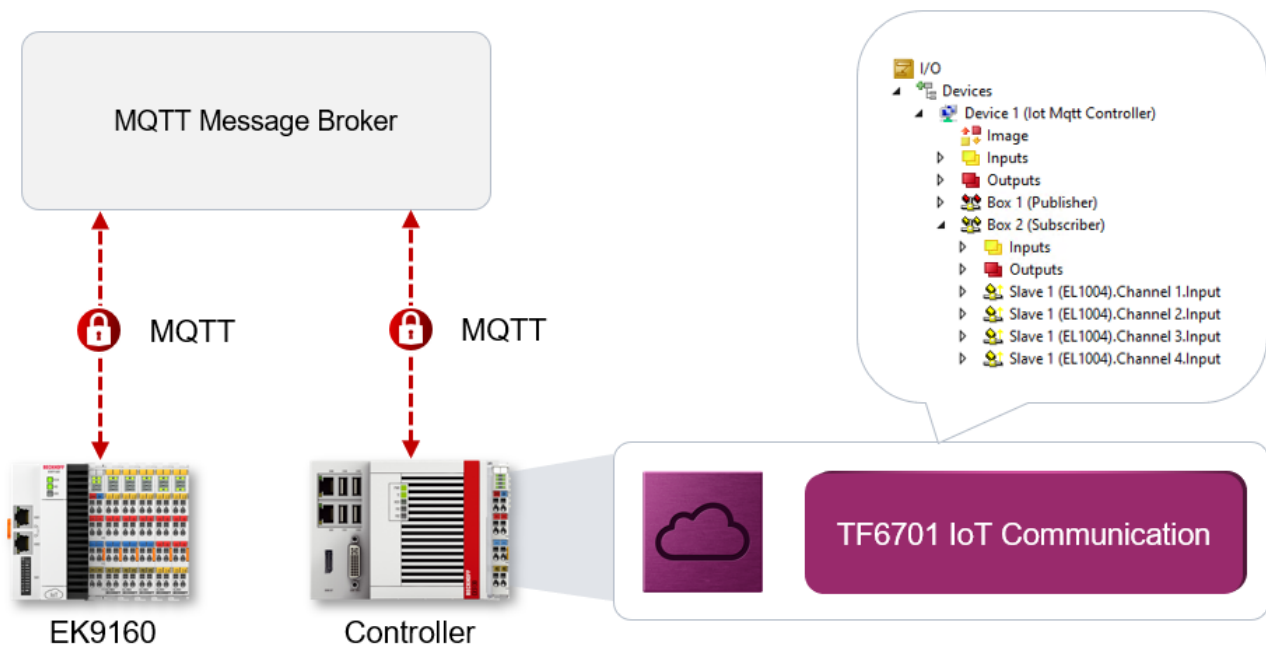 MQTT Message Broker
MQTT
MQTT
EK9160
Controller
I/O
Devices
Device 1 (Iot Mqtt Controller)
Image
Inputs
Outputs
Box 1 (Publisher)
Box 2 (Subscriber)
Inputs
Outputs
Slave 1 (EL1004).Channel 1.Input
Slave 1 (EL1004).Channel 2.Input
Slave 1 (EL1004).Channel 3.Input
Slave 1 (EL1004).Channel 4.Input
TF6701 IoT Communication
BECKHOFF
BECKHOFF